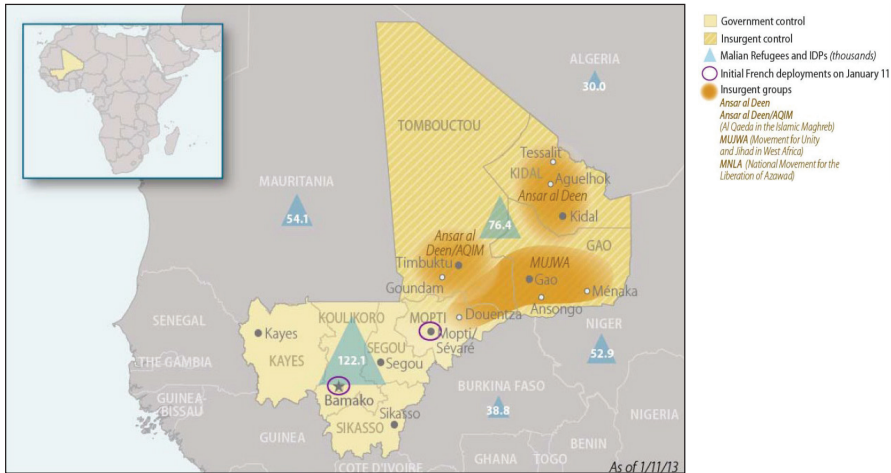 ALGERIA
30.0
TOMBOUCTOU
Tessalit
KIDAL
Aguelhok
Ansar al Deen
Kidal
MAURITANIA
54.1
76.4
Ansar al
Deen/AQIM
GAO
Timbuktu
MUJWA
Gao
Goundam
Ménaka
Ansongo
KOULIKORO
MOPTI
Douentza
SENEGAL
Kayes
Mopti/
Sévaré
NIGER
52.9
THE GAMBIA
KAYES
122.1
SEGOU
Segou
BURKINA FASO
38.8
GUINEA-
BISSAU
Bamako
Sikasso
SIKASSO
GUINEA
NIGERIA
BENIN
GHANA
TOGO
COTE D'IVOIRE
As of 1/11/13
Government control
Insurgent control
Malian Refugees and IDPs (thousands)
Initial French deployments on January 11
Insurgent groups
Ansar al Deen
Ansar al Deen/AQIM
(Al Qaeda in the Islamic Maghreb)
MUJWA (Movement for Unity
and Jihad in West Africa)
MNLA (National Movement for the
Liberation of Azawad)